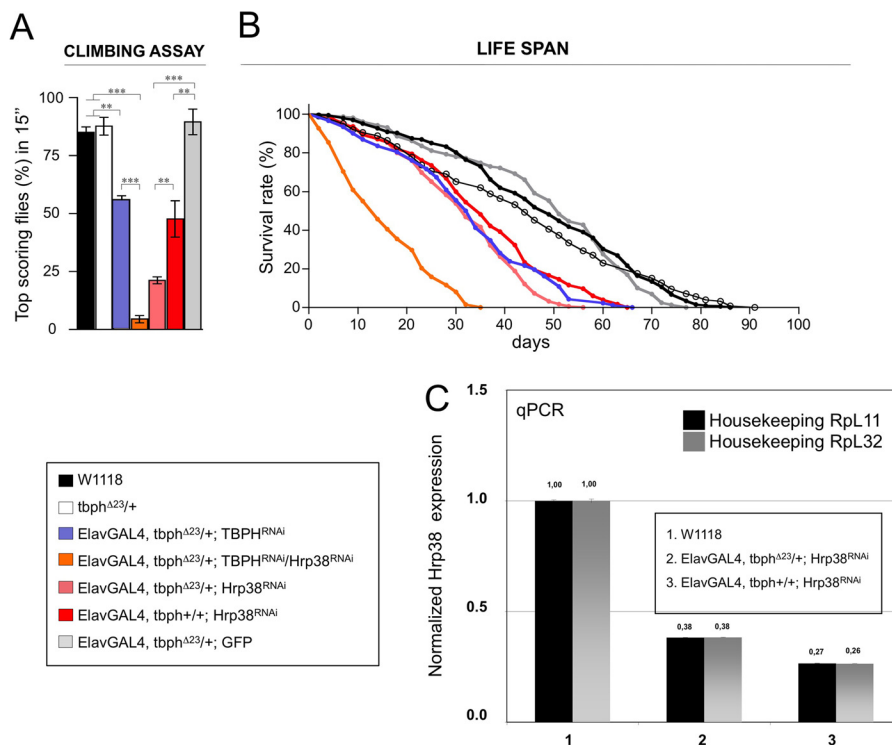 A
CLIMBING ASSAY
Top scoring flies (%) in 15”
100
75
50
25
0
***
**
***
**
***
**
B
LIFE SPAN
Survival rate (%)
100
80
60
40
20
0
0 10 20 30 40 50 60 70 80 90 100
days
W1118
tbphΔ23/+
ElavGAL4, tbphΔ23/+; TBPHRNAi
ElavGAL4, tbphΔ23/+; TBPHRNAi/Hrp38RNAi
ElavGAL4, tbphΔ23/+; Hrp38RNAi
ElavGAL4, tbph+/+; Hrp38RNAi
ElavGAL4, tbphΔ23/+; GFP
C
qPCR
Housekeeping RpL11
Housekeeping RpL32
Normalized Hrp38 expression
1.5
1.0
0.5
0.0
1,00 1,00
0,38 0,38
0,27 0,26
1. W1118
2. ElavGAL4, tbphΔ23/+; Hrp38RNAi
3. ElavGAL4, tbph+/+; Hrp38RNAi
1 2 3